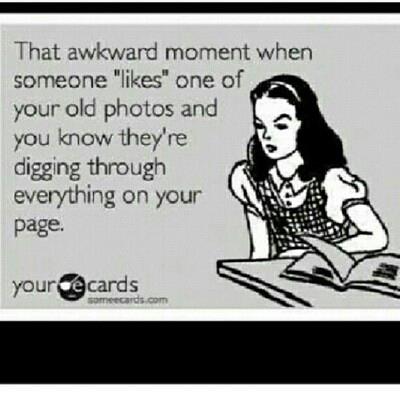 That awkward moment when
someone "likes" one of
your old photos and
you know they're
digging through
everything on your
page.
your e cards
someecards.com